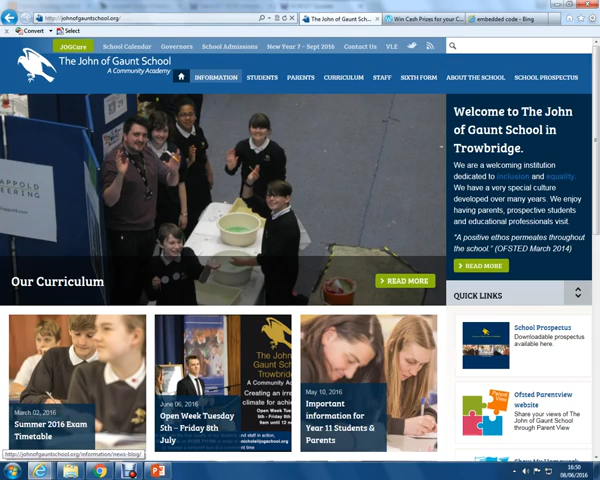 http://johnofgauntschool.org/
The John of Gaunt School
Win Cash Prizes for your C...
embedded code - Bing
Convert
Select
JOGCare
School Calendar
Governors
School Admissions
New Year 7 - Sept 2016
Contact Us
VLE
The John of Gaunt School
A Community Academy
INFORMATION
STUDENTS
PARENTS
CURRICULUM
STAFF
SIXTH FORM
ABOUT THE SCHOOL
SCHOOL PROSPECTUS
Our Curriculum
READ MORE
Welcome to The John
of Gaunt School in
Trowbridge.
We are a welcoming institution
dedicated to inclusion and equality.
We have a very special culture
developed over many years. We enjoy
having parents, prospective students
and educational professionals visit.
"A positive ethos permeates throughout
the school." (OFSTED March 2014)
READ MORE
QUICK LINKS
School Prospectus
Downloadable prospectus
available here.
Ofsted Parentview
website
Share your views of The
John of Gaunt School
through Parent View
March 02, 2016
Summer 2016 Exam
Timetable
June 06, 2016
Open Week Tuesday
5th – Friday 8th
July
May 10, 2016
Important
information for
Year 11 Students &
Parents
http://johnofgauntschool.org/information/news-blog/
16:50
08/06/2016